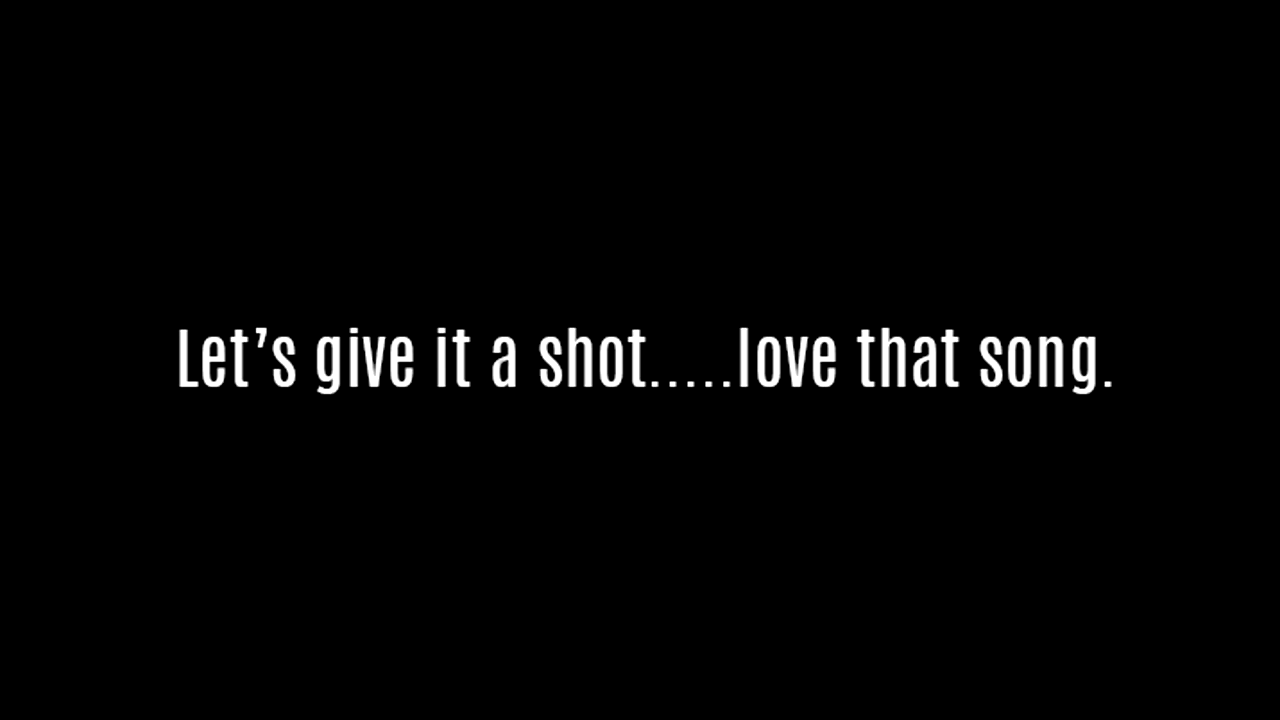 Let’s give it a shot.....love that song.